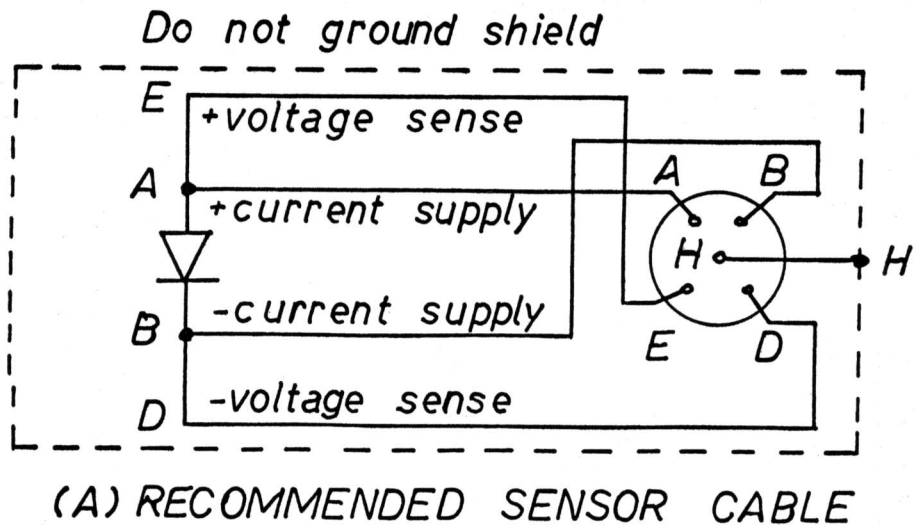 Do not ground shield
E
+voltage sense
A
+current supply
A
B
H
H
-current supply
B
E
D
D
-voltage sense
(A) RECOMMENDED SENSOR CABLE